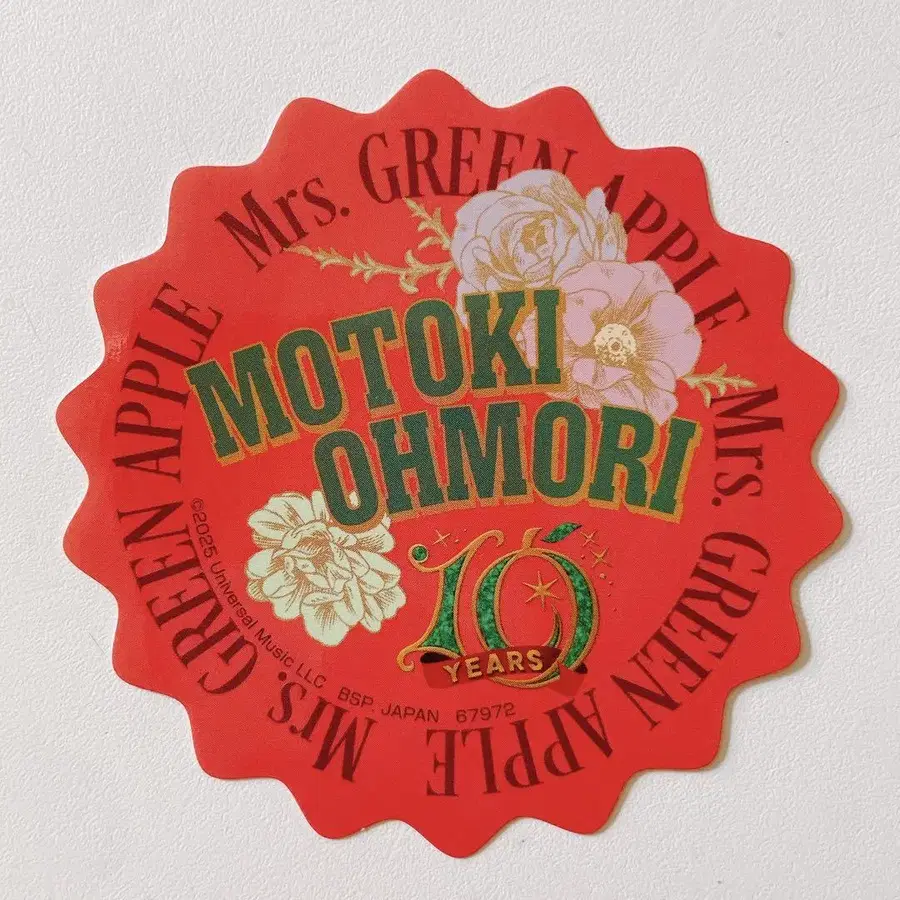 Mrs. GREEN APPLE
Mrs. GREEN APPLE
Mrs. GREEN APPLE
MOTOKI
OHMORI
10
YEARS
©2025 Universal Music LLC BSP. JAPAN 67972